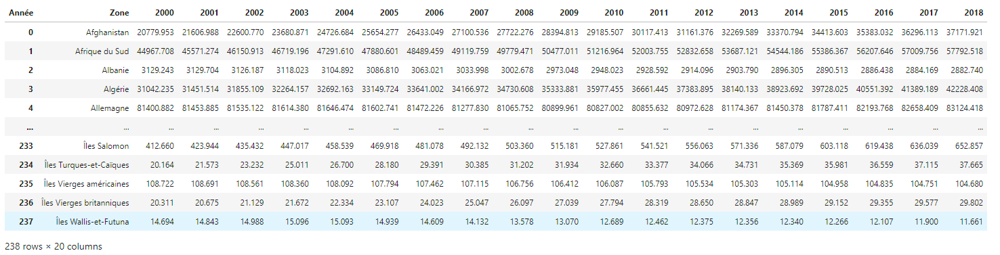 Année Zone 2000 2001 2002 2003 2004 2005 2006 2007 2008 2009 2010 2011 2012 2013 2014 2015 2016 2017 2018
0 Afghanistan 20779.953 21606.988 22600.770 23680.871 24726.684 25654.277 26433.049 27100.536 27722.276 28394.813 29185.507 30117.413 31161.376 32269.589 33370.794 34413.603 35383.032 36296.113 37171.921
1 Afrique du Sud 44967.708 45571.274 46150.913 46719.196 47291.610 47880.601 48489.459 49119.759 49779.471 50477.011 51216.964 52003.755 52832.658 53687.121 54544.186 55386.367 56207.646 57009.756 57792.518
2 Albanie 3129.243 3129.704 3126.187 3118.023 3104.892 3086.810 3063.021 3033.998 3002.678 2973.048 2948.023 2928.592 2914.096 2903.790 2896.305 2890.513 2886.438 2884.169 2882.740
3 Algérie 31042.235 31451.514 31855.109 32264.157 32692.163 33149.724 33641.002 34166.972 34730.608 35333.881 35977.455 36661.445 37383.895 38140.133 38923.692 39728.025 40551.392 41389.189 42228.408
4 Allemagne 81400.882 81453.885 81535.122 81614.380 81646.474 81602.741 81472.226 81277.830 81065.752 80899.961 80827.002 80855.632 80972.628 81174.367 81450.378 81787.411 82193.768 82658.409 83124.418
... ... ... ... ... ... ... ... ... ... ... ... ... ... ... ... ... ... ... ... ...
233 Îles Salomon 412.660 423.944 435.432 447.017 458.539 469.918 481.078 492.132 503.360 515.181 527.861 541.521 556.063 571.336 587.079 603.118 619.438 636.039 652.857
234 Îles Turques-et-Caïques 20.164 21.573 23.232 25.011 26.700 28.180 29.391 30.385 31.202 31.934 32.660 33.377 34.066 34.731 35.369 35.981 36.559 37.115 37.665
235 Îles Vierges américaines 108.722 108.691 108.561 108.360 108.092 107.794 107.462 107.115 106.756 106.412 106.087 105.793 105.534 105.303 105.114 104.958 104.835 104.751 104.680
236 Îles Vierges britanniques 20.311 20.675 21.129 21.672 22.334 23.107 24.023 25.047 26.097 27.039 27.794 28.319 28.650 28.847 28.989 29.152 29.355 29.577 29.802
237 Îles Wallis-et-Futuna 14.694 14.843 14.988 15.096 15.093 14.939 14.609 14.132 13.578 13.070 12.689 12.462 12.375 12.356 12.340 12.266 12.107 11.900 11.661
238 rows × 20 columns